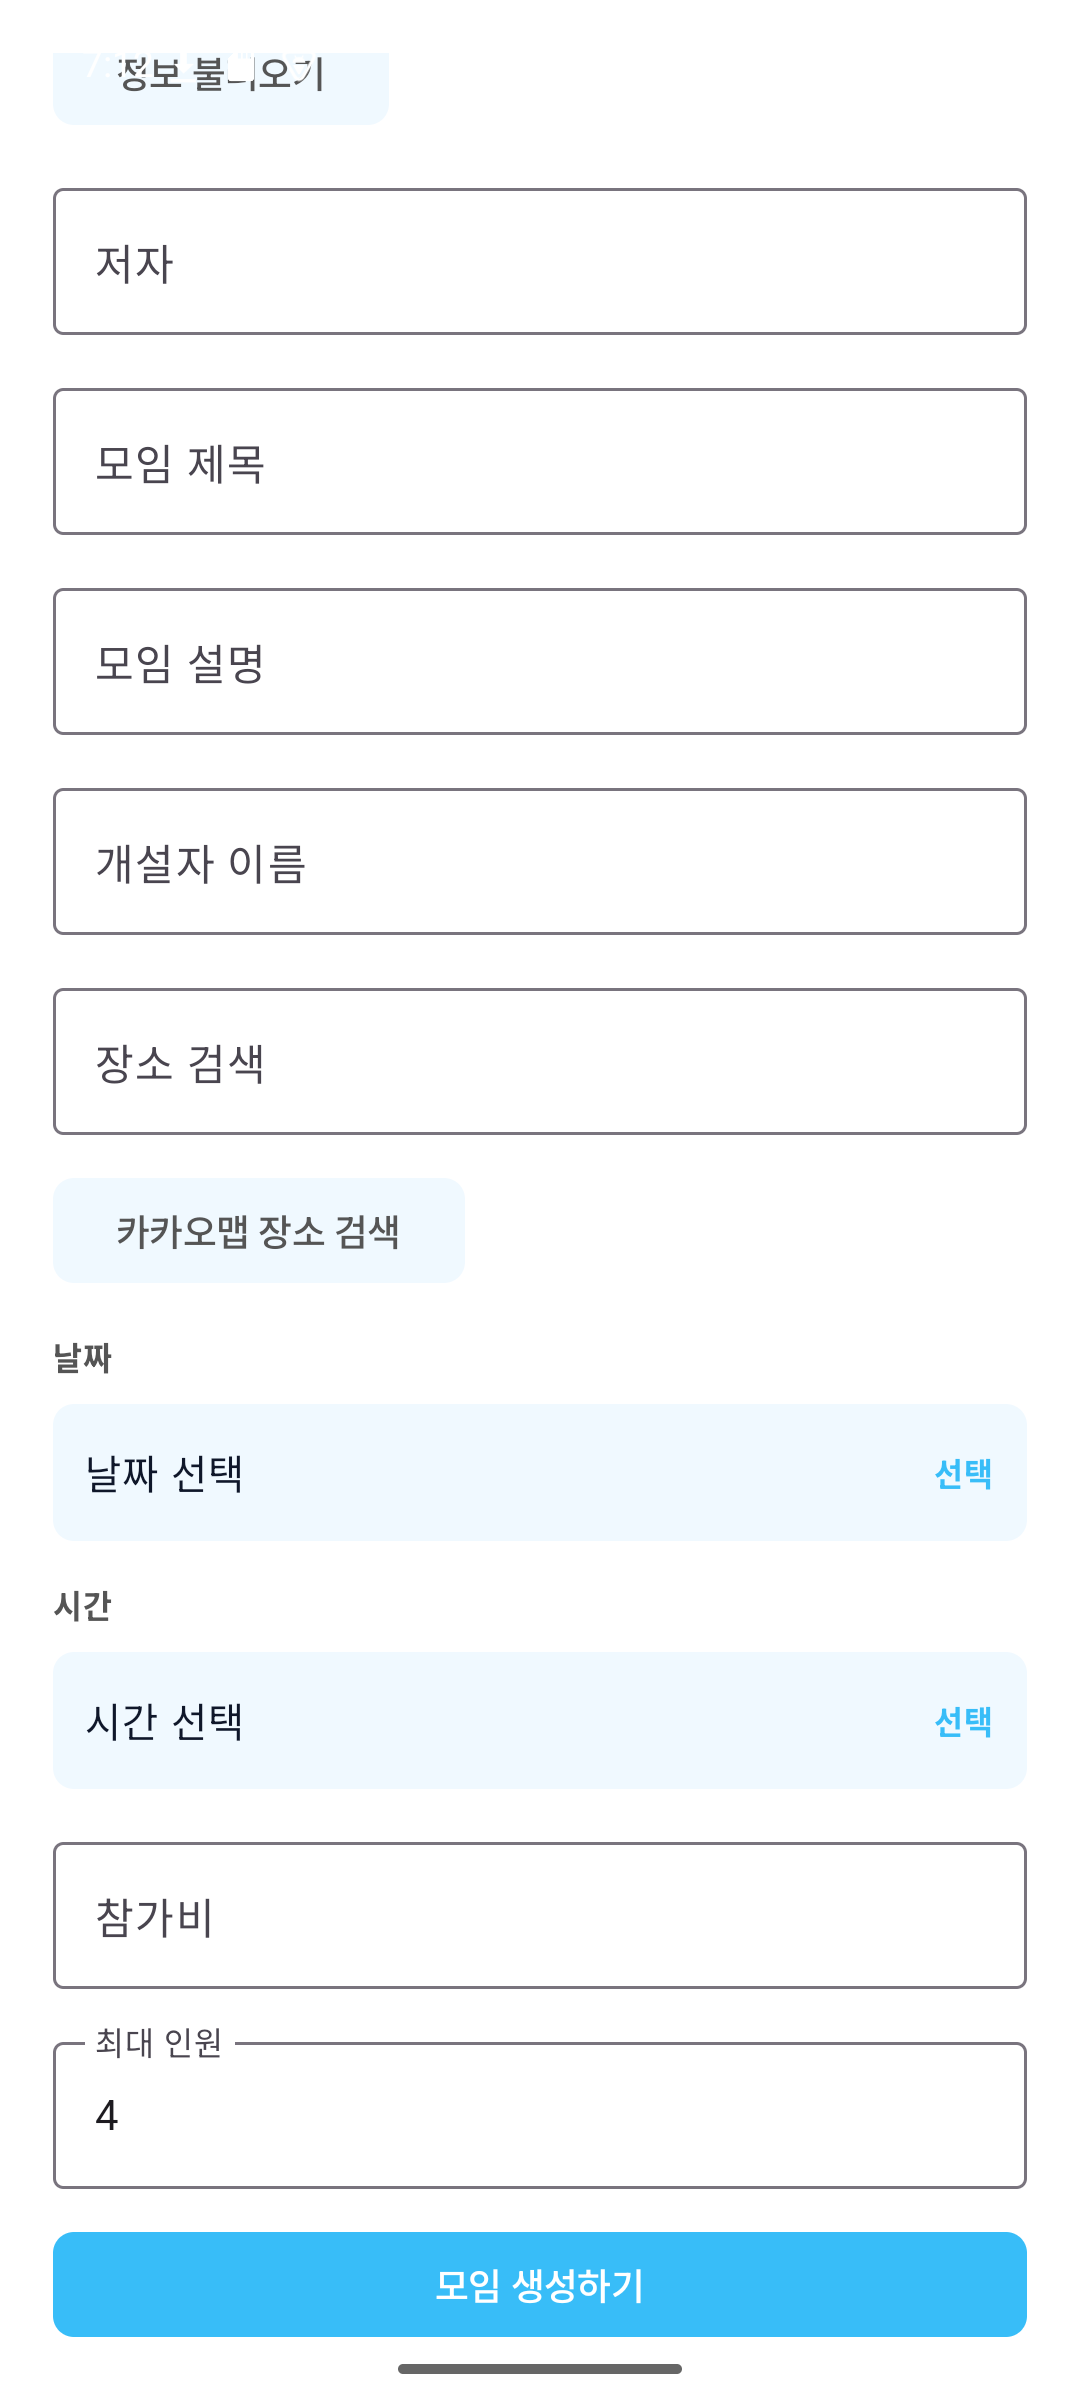 정보 불러오기
저자
모임 제목
모임 설명
개설자 이름
장소 검색
카카오맵 장소 검색
날짜
날짜 선택 선택
시간
시간 선택 선택
참가비
최대 인원
4
모임 생성하기